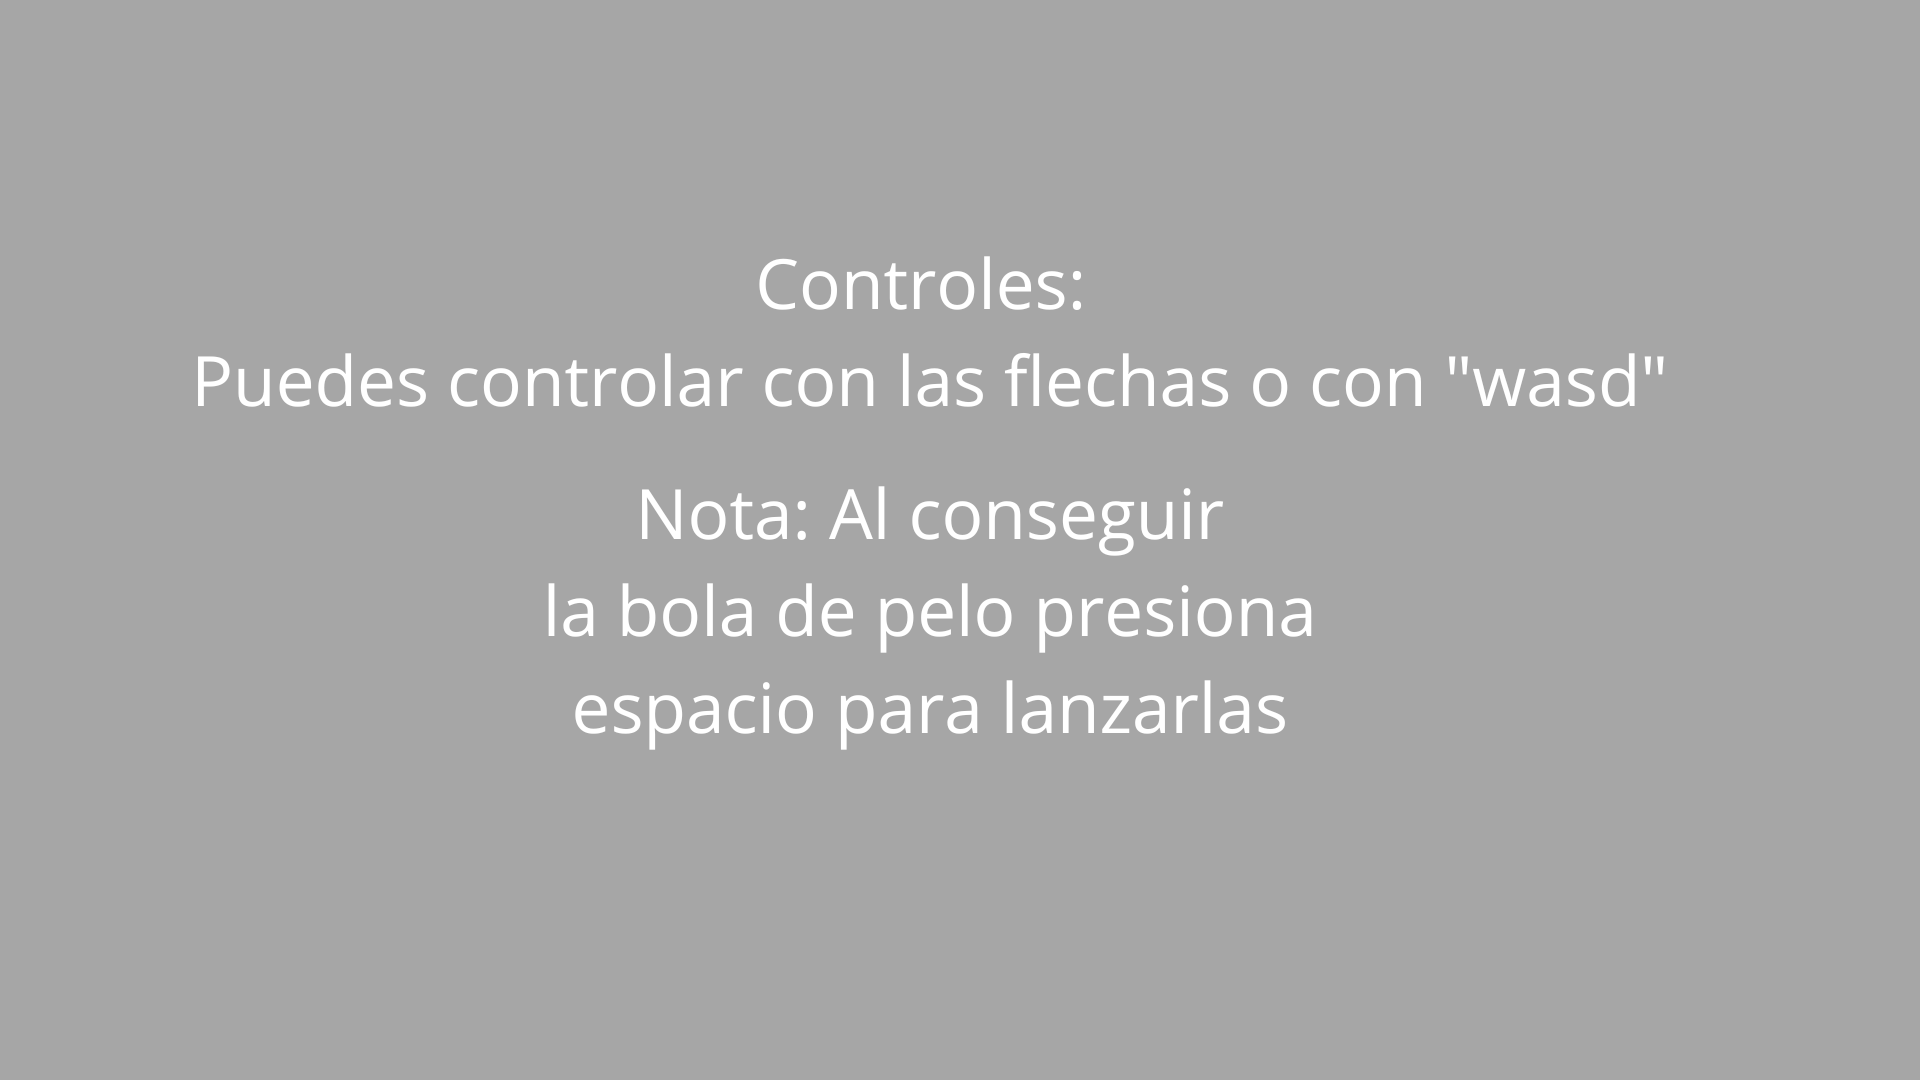 Controles:
Puedes controlar con las flechas o con "wasd"
Nota: Al conseguir
la bola de pelo presiona
espacio para lanzarlas